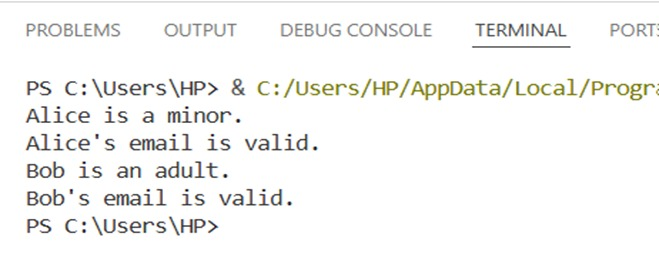 PROBLEMS OUTPUT DEBUG CONSOLE TERMINAL PORTS
PS C:\Users\HP> & C:/Users/HP/AppData/Local/Progra
Alice is a minor.
Alice's email is valid.
Bob is an adult.
Bob's email is valid.
PS C:\Users\HP>